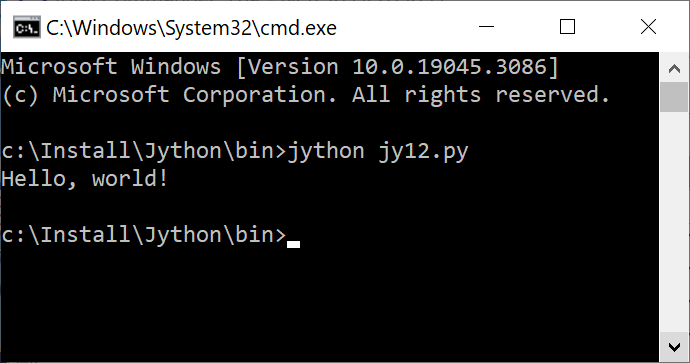 C:\Windows\System32\cmd.exe
Microsoft Windows [Version 10.0.19045.3086]
(c) Microsoft Corporation. All rights reserved.
c:\Install\Jython\bin>jython jy12.py
Hello, world!
c:\Install\Jython\bin>